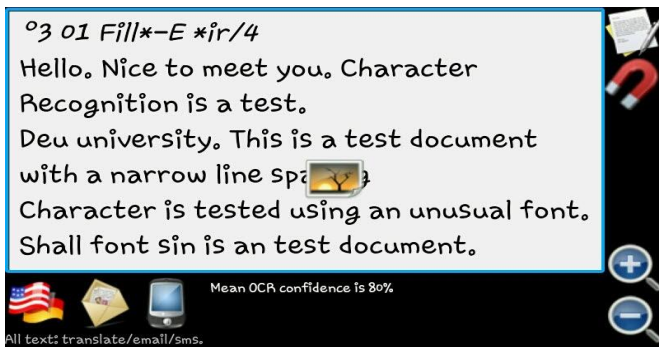 °3 01 Fill*-E *ir/4
Hello. Nice to meet you. Character
Recognition is a test.
Deu university. This is a test document
with a narrow line
Character is tested using an unusual font.
Shall font sin is an test document.
Mean OCR confidence is 80%
All text: translate/email/sms.